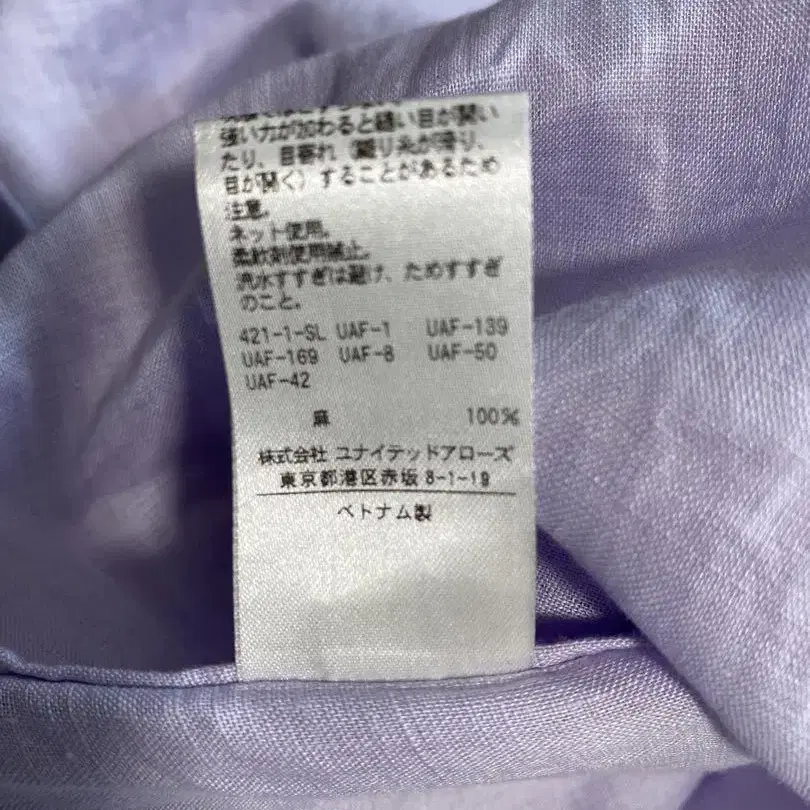 強い力が加わると縫い目が開い
たり、目寄れ（織り糸が滑り、
目が開く）することがあるため
注意。
ネット使用。
柔軟剤使用禁止。
汚水すすぎは避け、ためすすぎ
のこと。
421-1-SL UAF-1 UAF-139
UAF-169 UAF-8 UAF-50
UAF-42
麻 100%
株式会社 ユナイテッドアローズ
東京都港区赤坂 8-1-19
ベトナム製